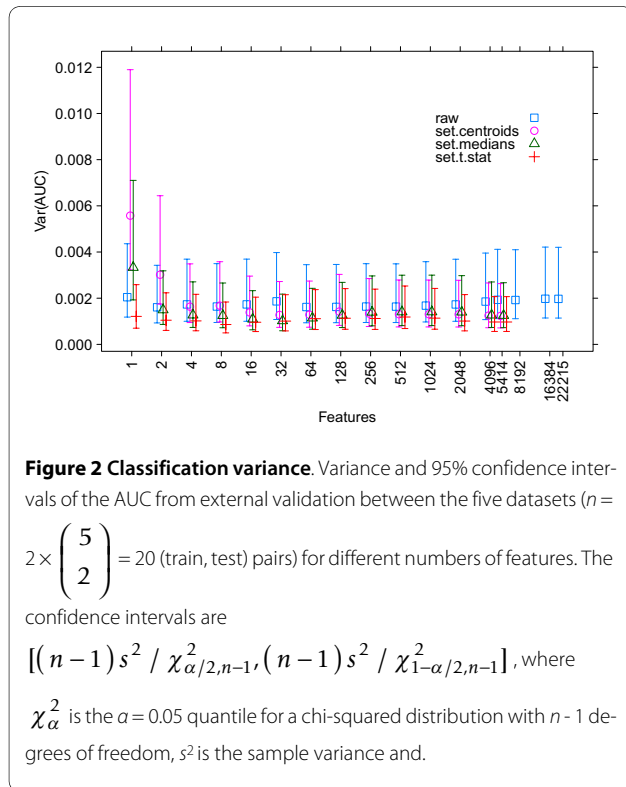 0.012
0.010
0.008
0.006
0.004
0.002
0.000
Var(AUC)
raw
set.centroids
set.medians
set.t.stat
1
2
4
8
16
32
64
128
256
512
1024
2048
4096
5414
8192
16384
22215
Features
Figure 2 Classification variance. Variance and 95% confidence inter-
vals of the AUC from external validation between the five datasets (n =
2 × ( 5 2 ) = 20 (train, test) pairs) for different numbers of features. The
confidence intervals are
[(n − 1) s² / χ²α/2,n−1, (n − 1) s² / χ²1−α/2,n−1] , where
χ²α is the α = 0.05 quantile for a chi-squared distribution with n - 1 de-
grees of freedom, s² is the sample variance and.